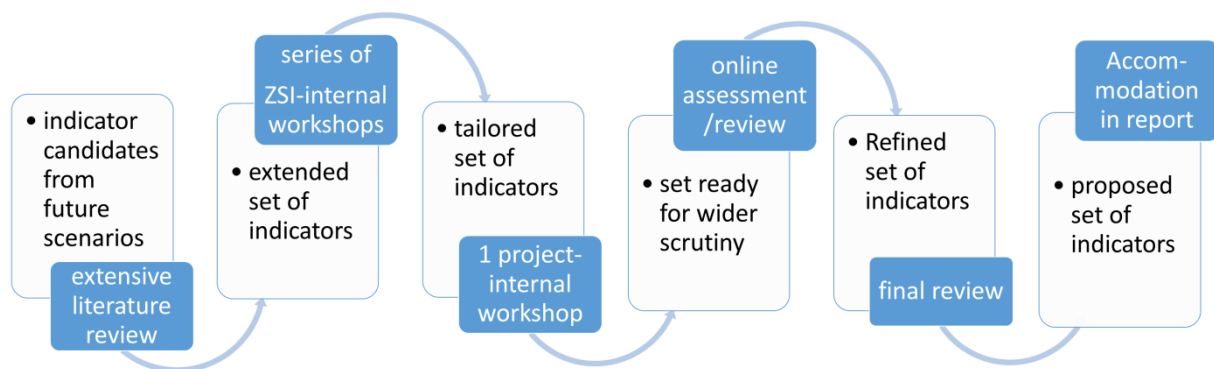 • indicator
candidates
from
future
scenarios
extensive
literature
review
series of
ZSI-internal
workshops
• extended
set of
indicators
• tailored
set of
indicators
1 project-
internal
workshop
online
assessment
/review
• set ready
for wider
scrutiny
• Refined
set of
indicators
final review
Accom-
modation
in report
• proposed
set of
indicators